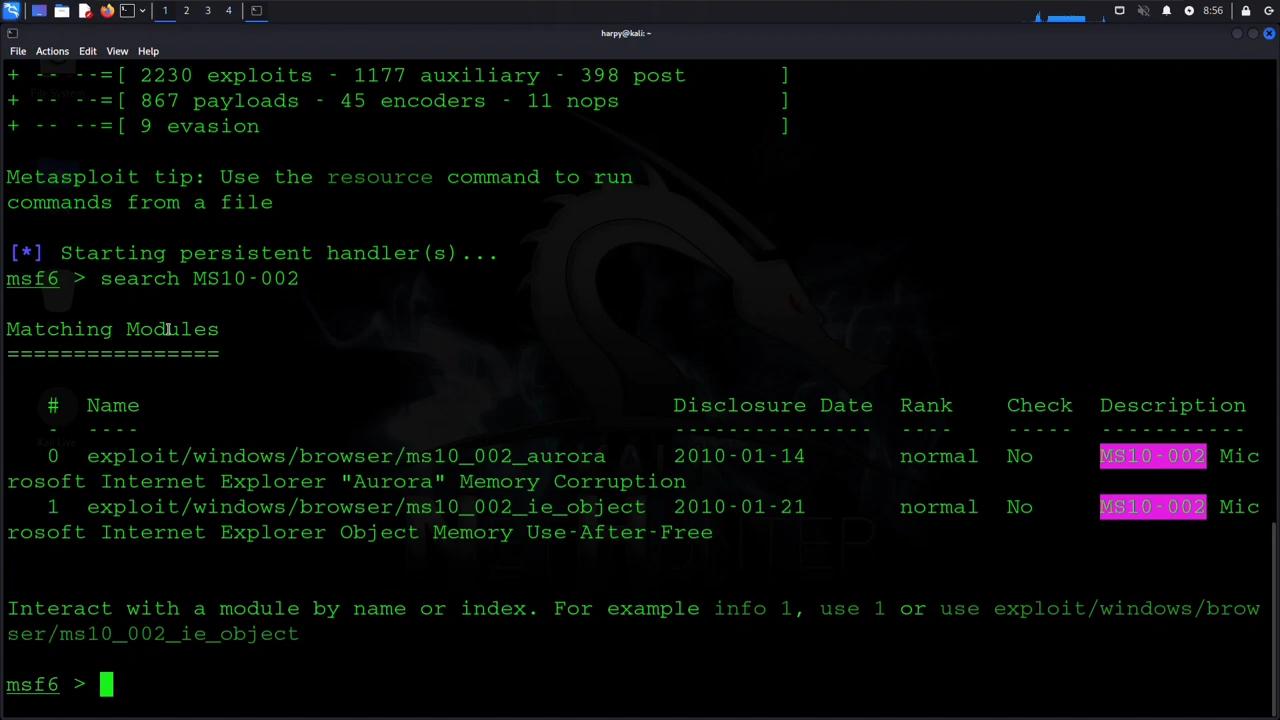 1 2 3 4 8:56
harpy@kali: ~
File Actions Edit View Help
+ -- --=[ 2230 exploits - 1177 auxiliary - 398 post ]
+ -- --=[ 867 payloads - 45 encoders - 11 nops ]
+ -- --=[ 9 evasion ]
Metasploit tip: Use the resource command to run
commands from a file
[*] Starting persistent handler(s)...
msf6 > search MS10-002
Matching Modules
================
# Name Disclosure Date Rank Check Description
- ---- --------------- ---- ----- -----------
0 exploit/windows/browser/ms10_002_aurora 2010-01-14 normal No MS10-002 Mic
rosoft Internet Explorer "Aurora" Memory Corruption
1 exploit/windows/browser/ms10_002_ie_object 2010-01-21 normal No MS10-002 Mic
rosoft Internet Explorer Object Memory Use-After-Free
Interact with a module by name or index. For example info 1, use 1 or use exploit/windows/brow
ser/ms10_002_ie_object
msf6 >